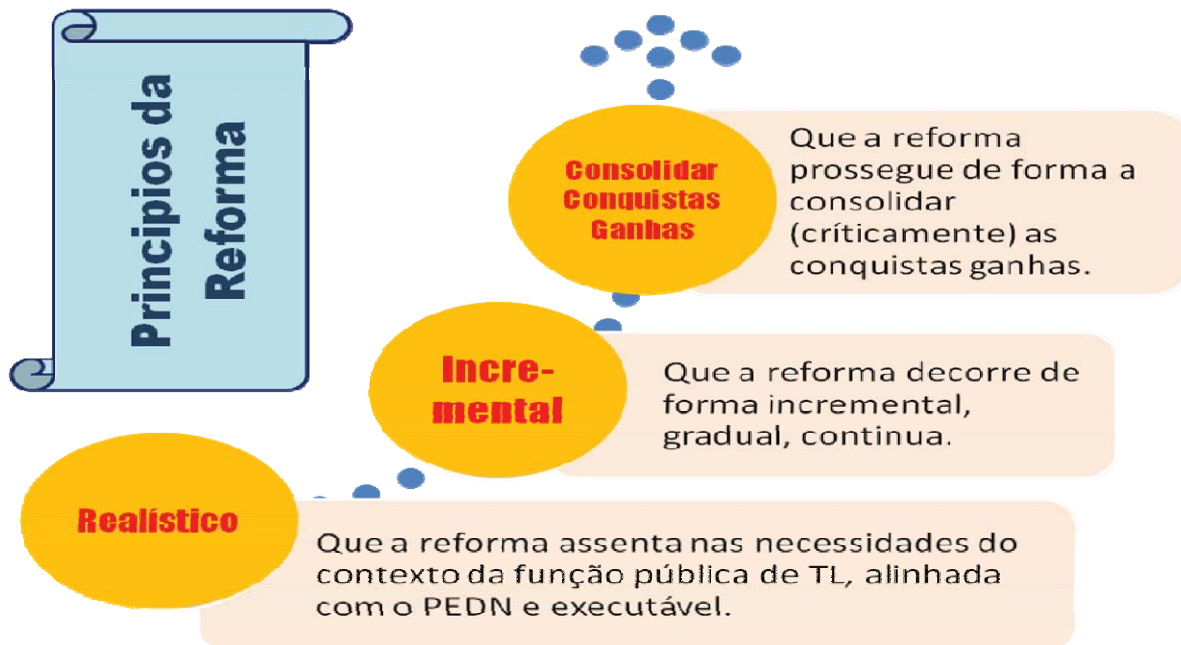 Principios da
Reforma
Consolidar
Conquistas
Ganhas
Que a reforma
prossegue de forma a
consolidar
(críticamente) as
conquistas ganhas.
Incre-
mental
Que a reforma decorre de
forma incremental,
gradual, continua.
Realístico
Que a reforma assenta nas necessidades do
contexto da função pública de TL, alinhada
com o PEDN e executável.